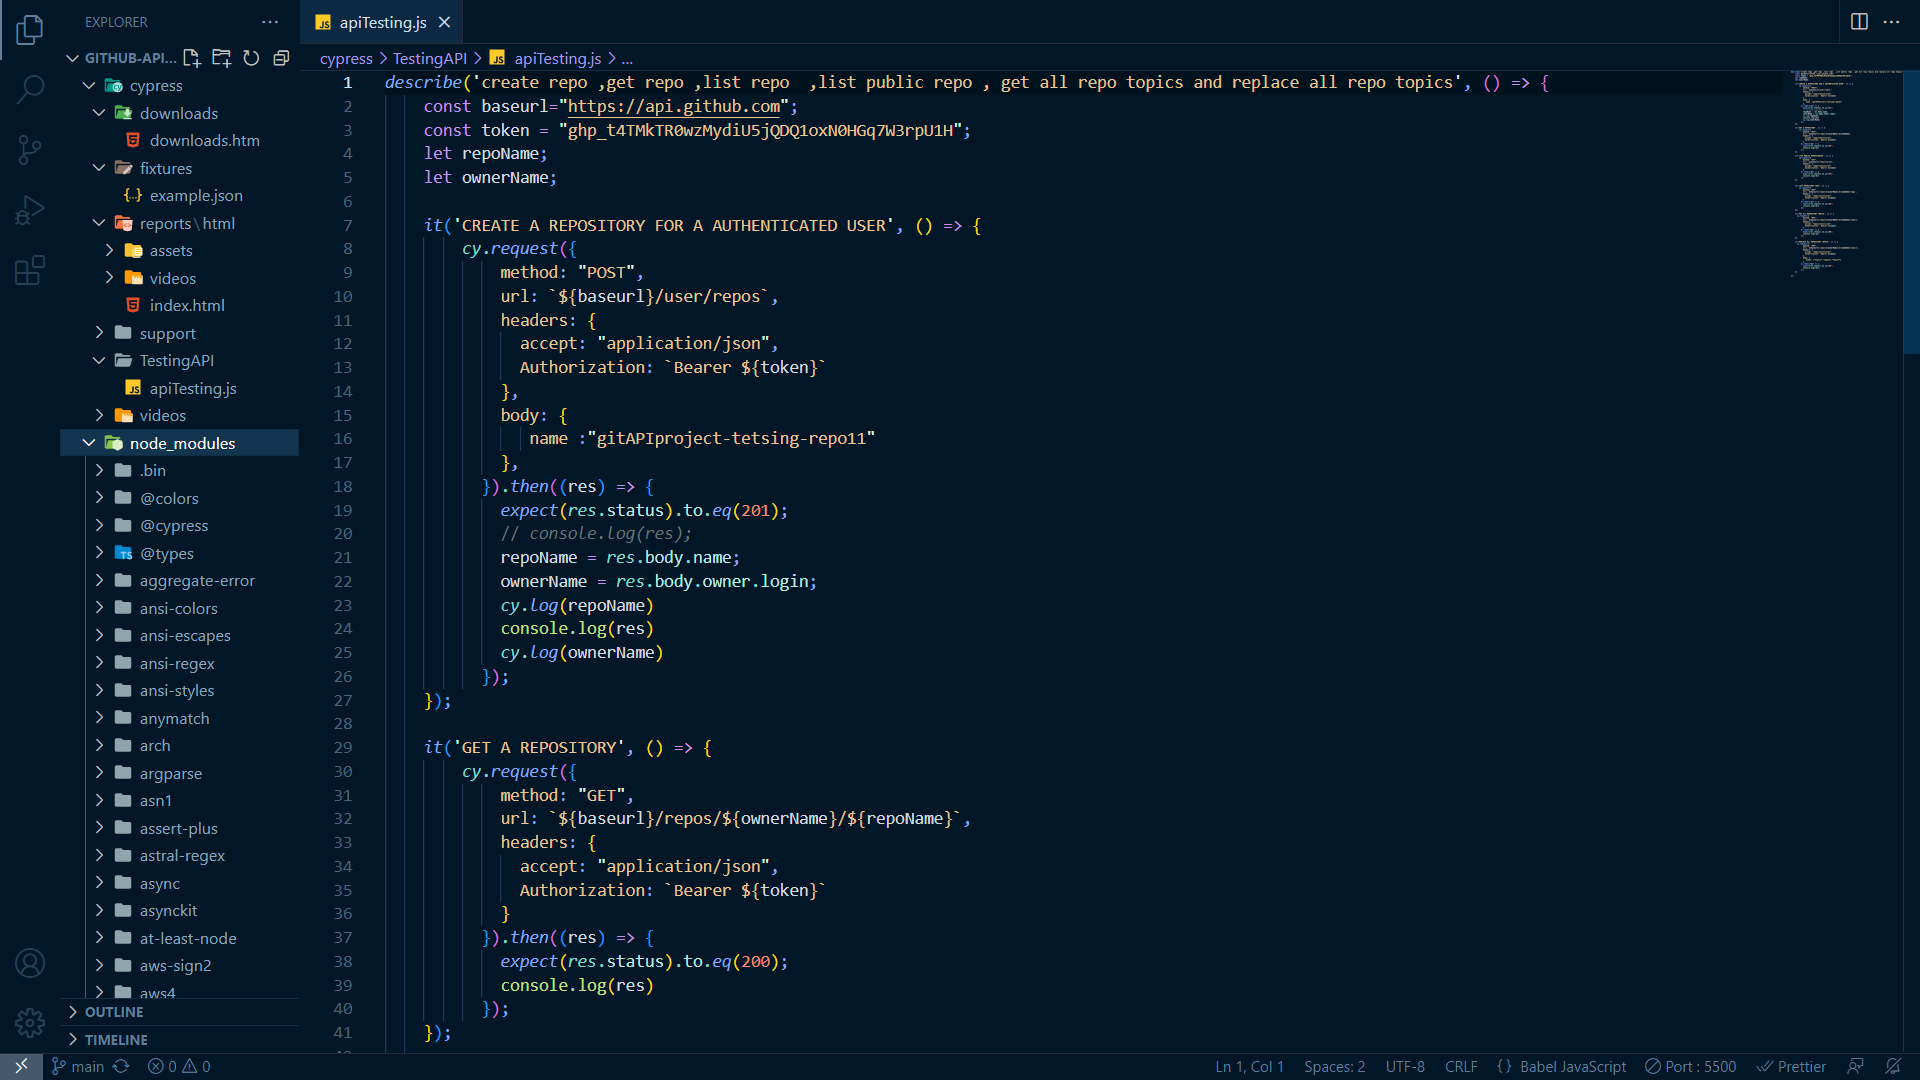 EXPLORER
GITHUB-API...
cypress
downloads
downloads.htm
fixtures
example.json
reports\html
assets
videos
index.html
support
TestingAPI
apiTesting.js
videos
node_modules
.bin
@colors
@cypress
@types
aggregate-error
ansi-colors
ansi-escapes
ansi-regex
ansi-styles
anymatch
arch
argparse
asn1
assert-plus
astral-regex
async
asynckit
at-least-node
aws-sign2
aws4
OUTLINE
TIMELINE
JS apiTesting.js
cypress > TestingAPI > JS apiTesting.js > ...
1 describe('create repo ,get repo ,list repo  ,list public repo , get all repo topics and replace all repo topics', () => {
2 const baseurl="https://api.github.com";
3 const token = "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";
4 let repoName;
5 let ownerName;
6
7 it('CREATE A REPOSITORY FOR A AUTHENTICATED USER', () => {
8 cy.request({
9 method: "POST",
10 url: `${baseurl}/user/repos`,
11 headers: {
12 accept: "application/json",
13 Authorization: `Bearer ${token}`
14 },
15 body: {
16 name :"gitAPIproject-tetsing-repo11"
17 },
18 }).then((res) => {
19 expect(res.status).to.eq(201);
20 // console.log(res);
21 repoName = res.body.name;
22 ownerName = res.body.owner.login;
23 cy.log(repoName)
24 console.log(res)
25 cy.log(ownerName)
26 });
27 });
28
29 it('GET A REPOSITORY', () => {
30 cy.request({
31 method: "GET",
32 url: `${baseurl}/repos/${ownerName}/${repoName}`,
33 headers: {
34 accept: "application/json",
35 Authorization: `Bearer ${token}`
36 }
37 }).then((res) => {
38 expect(res.status).to.eq(200);
39 console.log(res)
40 });
41 });
main 0 0 Ln 1, Col 1 Spaces: 2 UTF-8 CRLF {} Babel JavaScript Port : 5500 Prettier